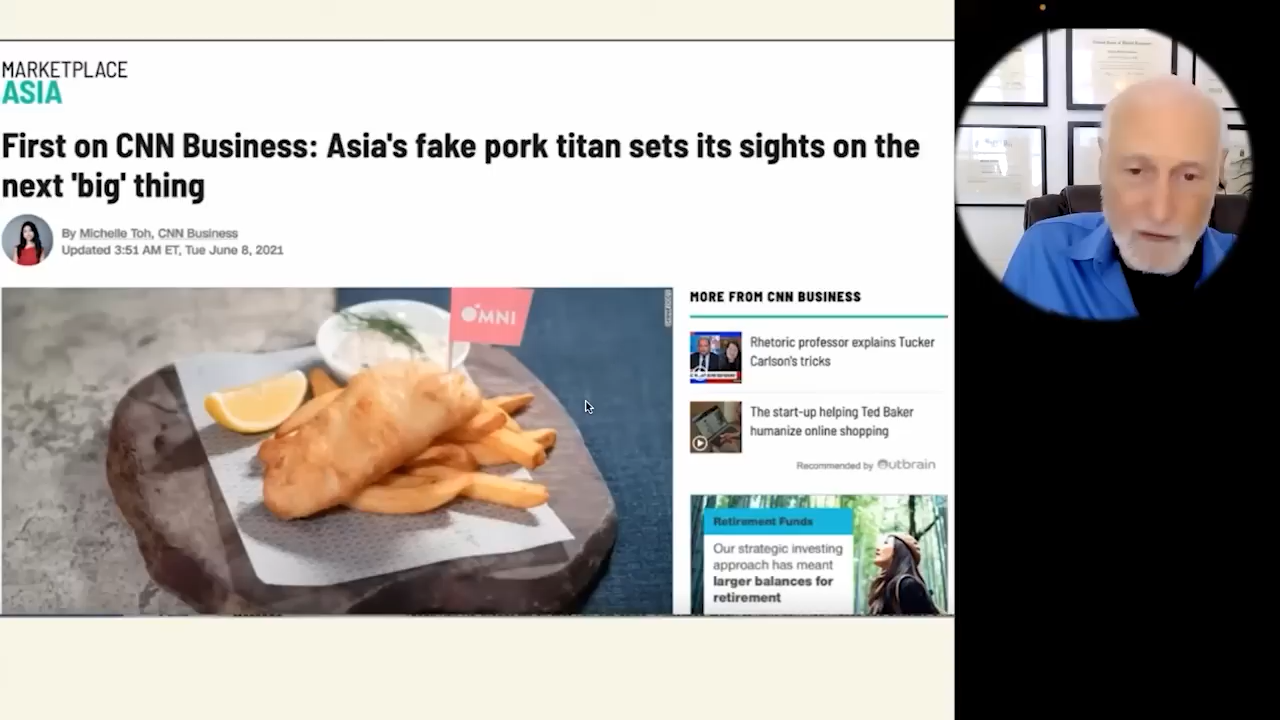 MARKETPLACE
ASIA
First on CNN Business: Asia's fake pork titan sets its sights on the
next 'big' thing
By Michelle Toh, CNN Business
Updated 3:51 AM ET, Tue June 8, 2021
OMNI
MORE FROM CNN BUSINESS
Rhetoric professor explains Tucker
Carlson's tricks
The start-up helping Ted Baker
humanize online shopping
Recommended by Outbrain
Retirement Funds
Our strategic investing
approach has meant
larger balances for
retirement